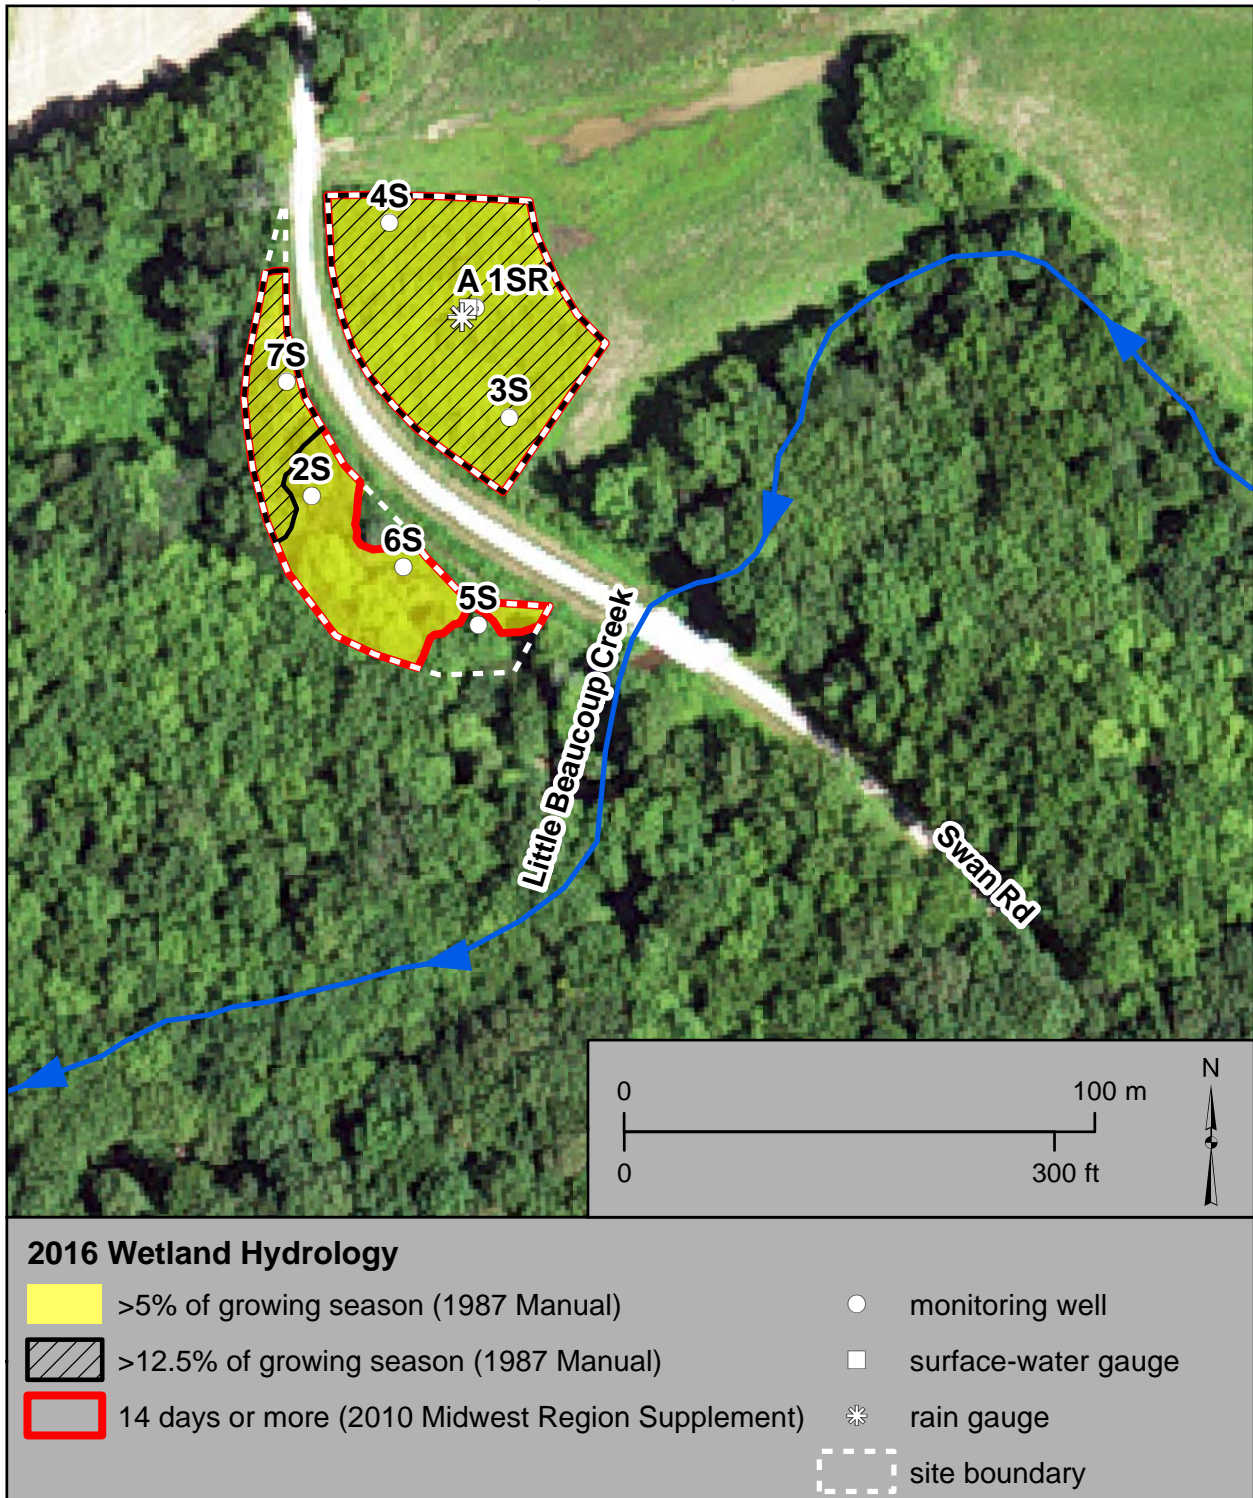 4S
A 1SR
7S
3S
2S
6S
5S
Little Beaucoup Creek
Swan Rd
0 100 m
0 300 ft
N
2016 Wetland Hydrology
>5% of growing season (1987 Manual)
>12.5% of growing season (1987 Manual)
14 days or more (2010 Midwest Region Supplement)
monitoring well
surface-water gauge
rain gauge
site boundary